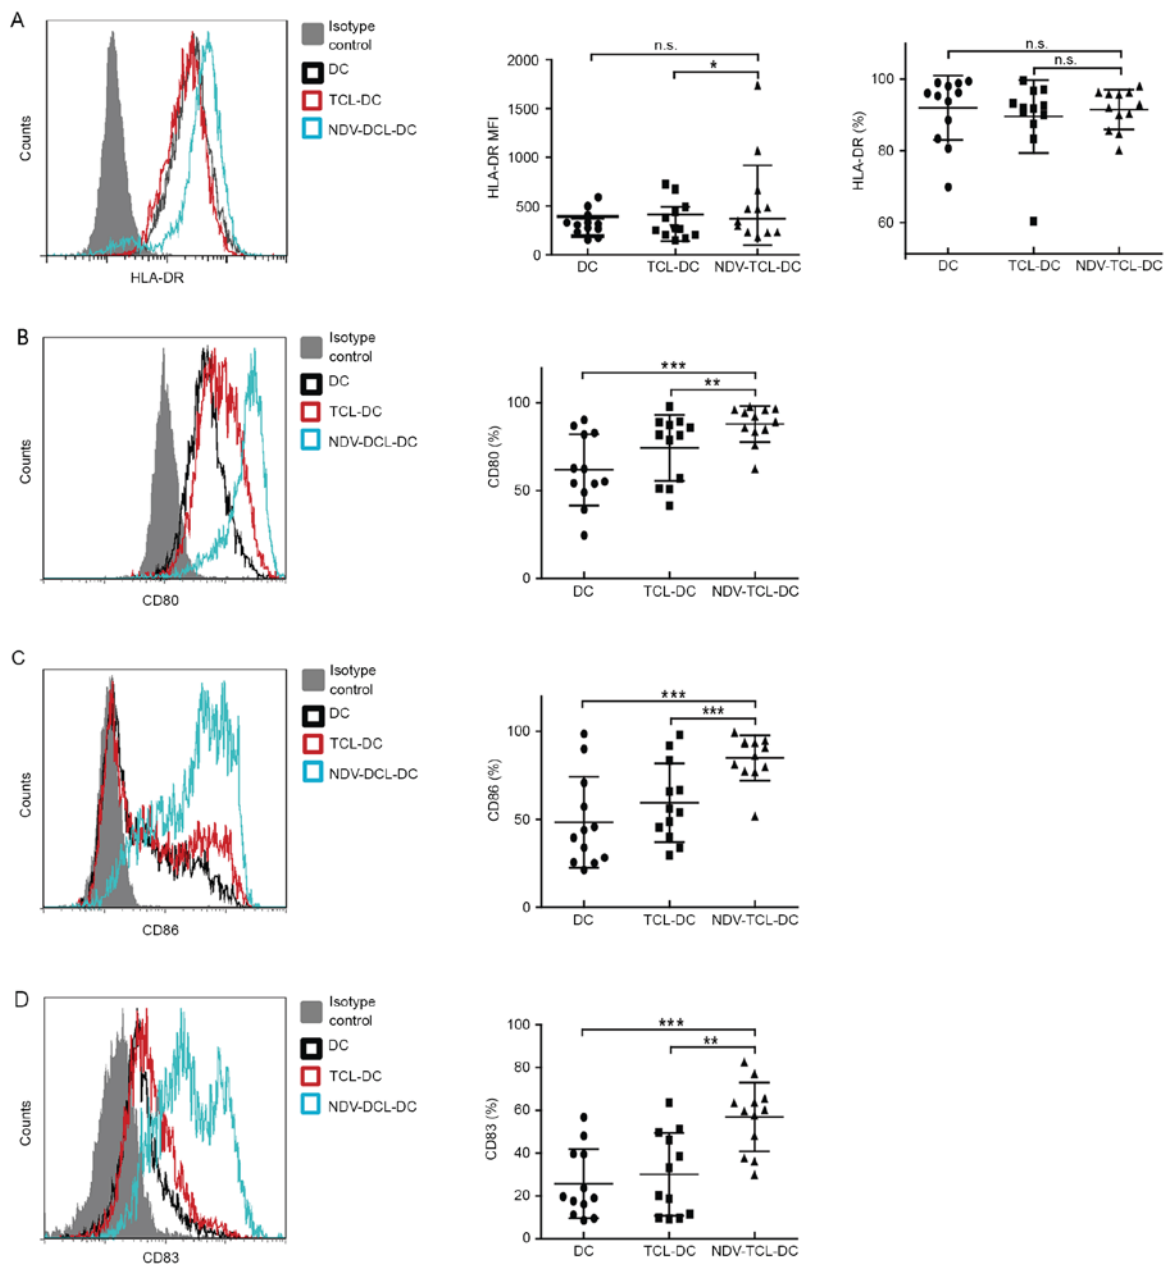 A
Isotype
control
DC
TCL-DC
NDV-DCL-DC
Counts
HLA-DR
HLA-DR MFI
2000
1500
1000
500
0
n.s.
*
DC
TCL-DC
NDV-TCL-DC
HLA-DR (%)
100
80
60
n.s.
n.s.
DC
TCL-DC
NDV-TCL-DC
B
Isotype
control
DC
TCL-DC
NDV-DCL-DC
Counts
CD80
CD80 (%)
100
50
0
***
**
DC
TCL-DC
NDV-TCL-DC
C
Isotype
control
DC
TCL-DC
NDV-DCL-DC
Counts
CD86
CD86 (%)
100
50
0
***
***
DC
TCL-DC
NDV-TCL-DC
D
Isotype
control
DC
TCL-DC
NDV-DCL-DC
Counts
CD83
CD83 (%)
100
80
60
40
20
0
***
**
DC
TCL-DC
NDV-TCL-DC